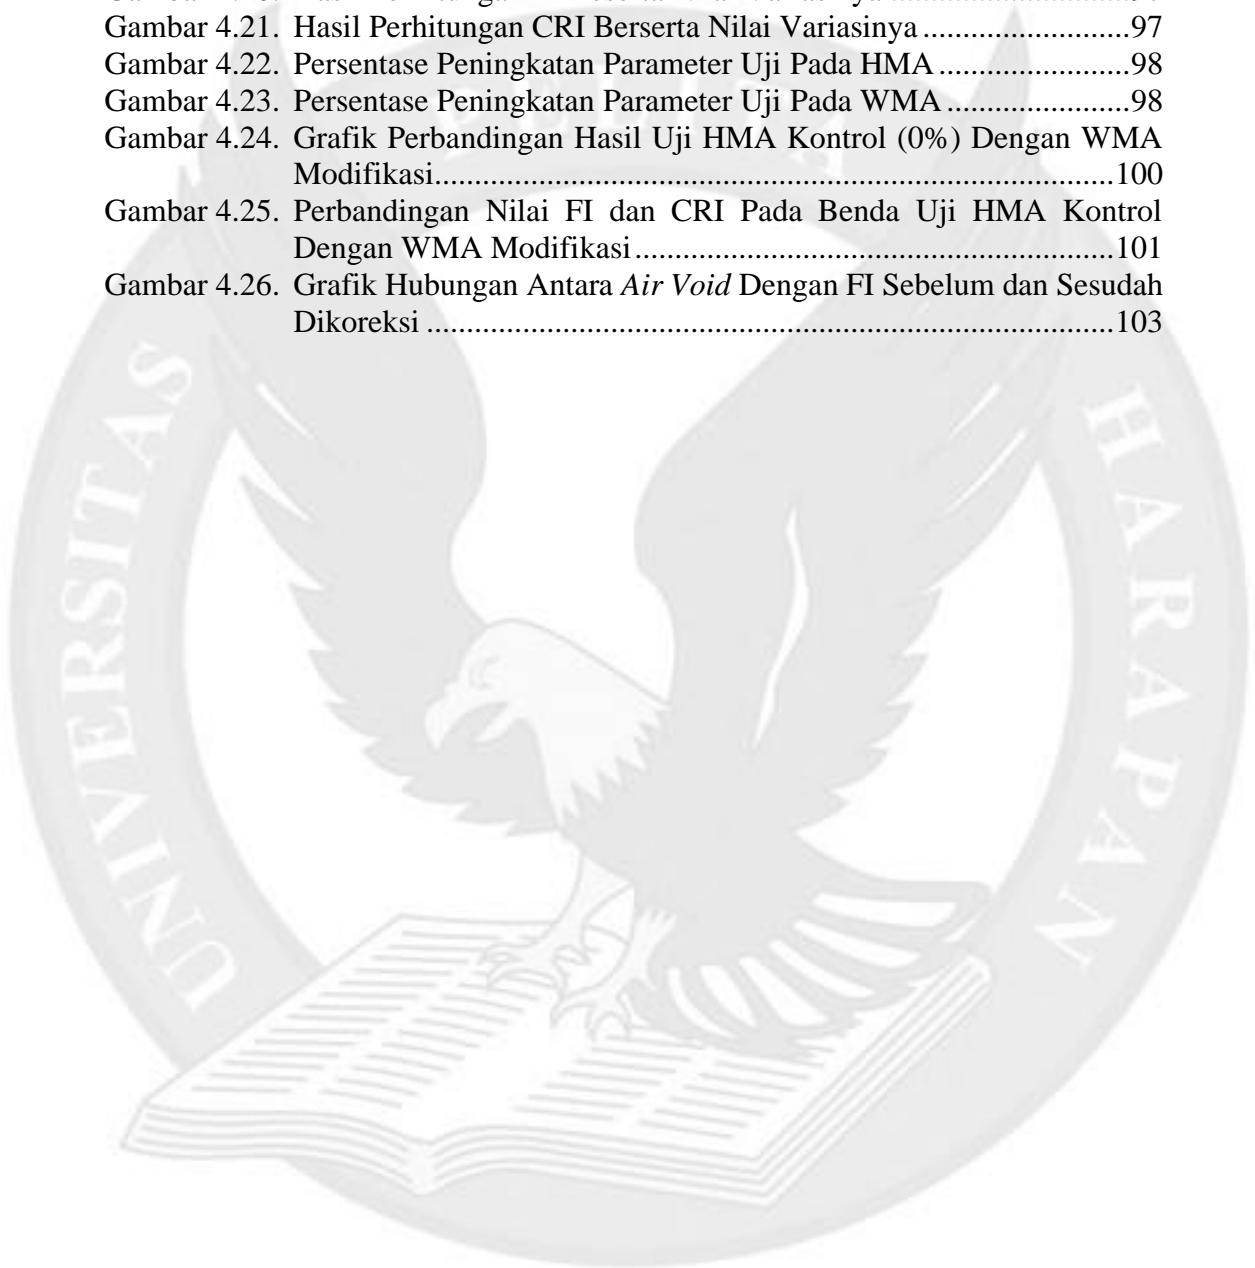 Gambar 4.21. Hasil Perhitungan CRI Berserta Nilai Variasinya.........................97
Gambar 4.22. Persentase Peningkatan Parameter Uji Pada HMA.......................98
Gambar 4.23. Persentase Peningkatan Parameter Uji Pada WMA......................98
Gambar 4.24. Grafik Perbandingan Hasil Uji HMA Kontrol (0%) Dengan WMA
Modifikasi........................................................................100
Gambar 4.25. Perbandingan Nilai FI dan CRI Pada Benda Uji HMA Kontrol
Dengan WMA Modifikasi...................................................101
Gambar 4.26. Grafik Hubungan Antara Air Void Dengan FI Sebelum dan Sesudah
Dikoreksi.........................................................................103
UNIVERSITAS
PELITA
HARAPAN